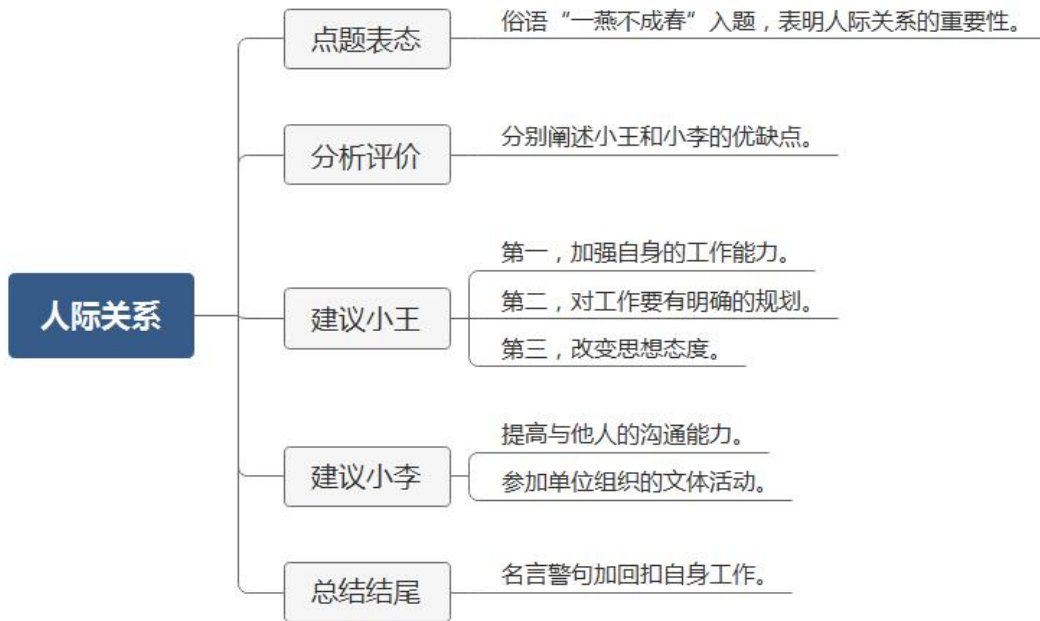 人际关系
点题表态
俗语“一燕不成春”入题，表明人际关系的重要性。
分析评价
分别阐述小王和小李的优缺点。
建议小王
第一，加强自身的工作能力。
第二，对工作要有明确的规划。
第三，改变思想态度。
建议小李
提高与他人的沟通能力。
参加单位组织的文体活动。
总结结尾
名言警句加回扣自身工作。